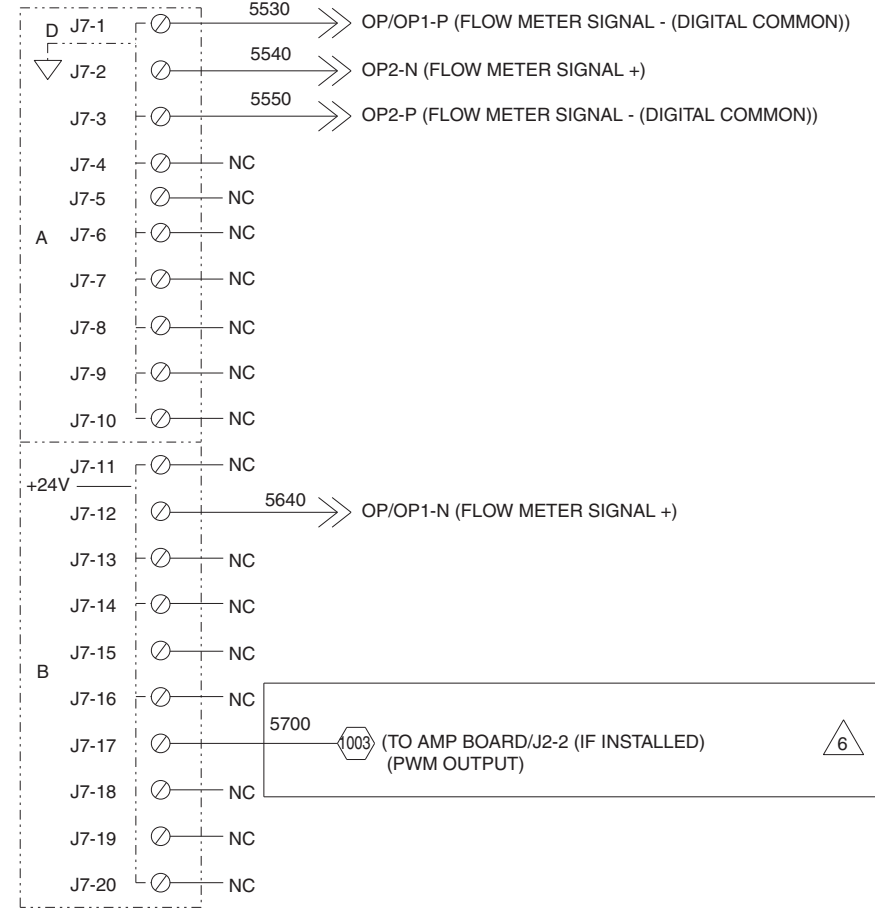 D J7-1 5530 OP/OP1-P (FLOW METER SIGNAL - (DIGITAL COMMON))
J7-2 5540 OP2-N (FLOW METER SIGNAL +)
J7-3 5550 OP2-P (FLOW METER SIGNAL - (DIGITAL COMMON))
J7-4 NC
J7-5 NC
A J7-6 NC
J7-7 NC
J7-8 NC
J7-9 NC
J7-10 NC
J7-11 NC
+24V
J7-12 5640 OP/OP1-N (FLOW METER SIGNAL +)
J7-13 NC
J7-14 NC
J7-15 NC
B
J7-16 NC
J7-17 5700 1003 (TO AMP BOARD/J2-2 (IF INSTALLED) 6
(PWM OUTPUT)
J7-18 NC
J7-19 NC
J7-20 NC